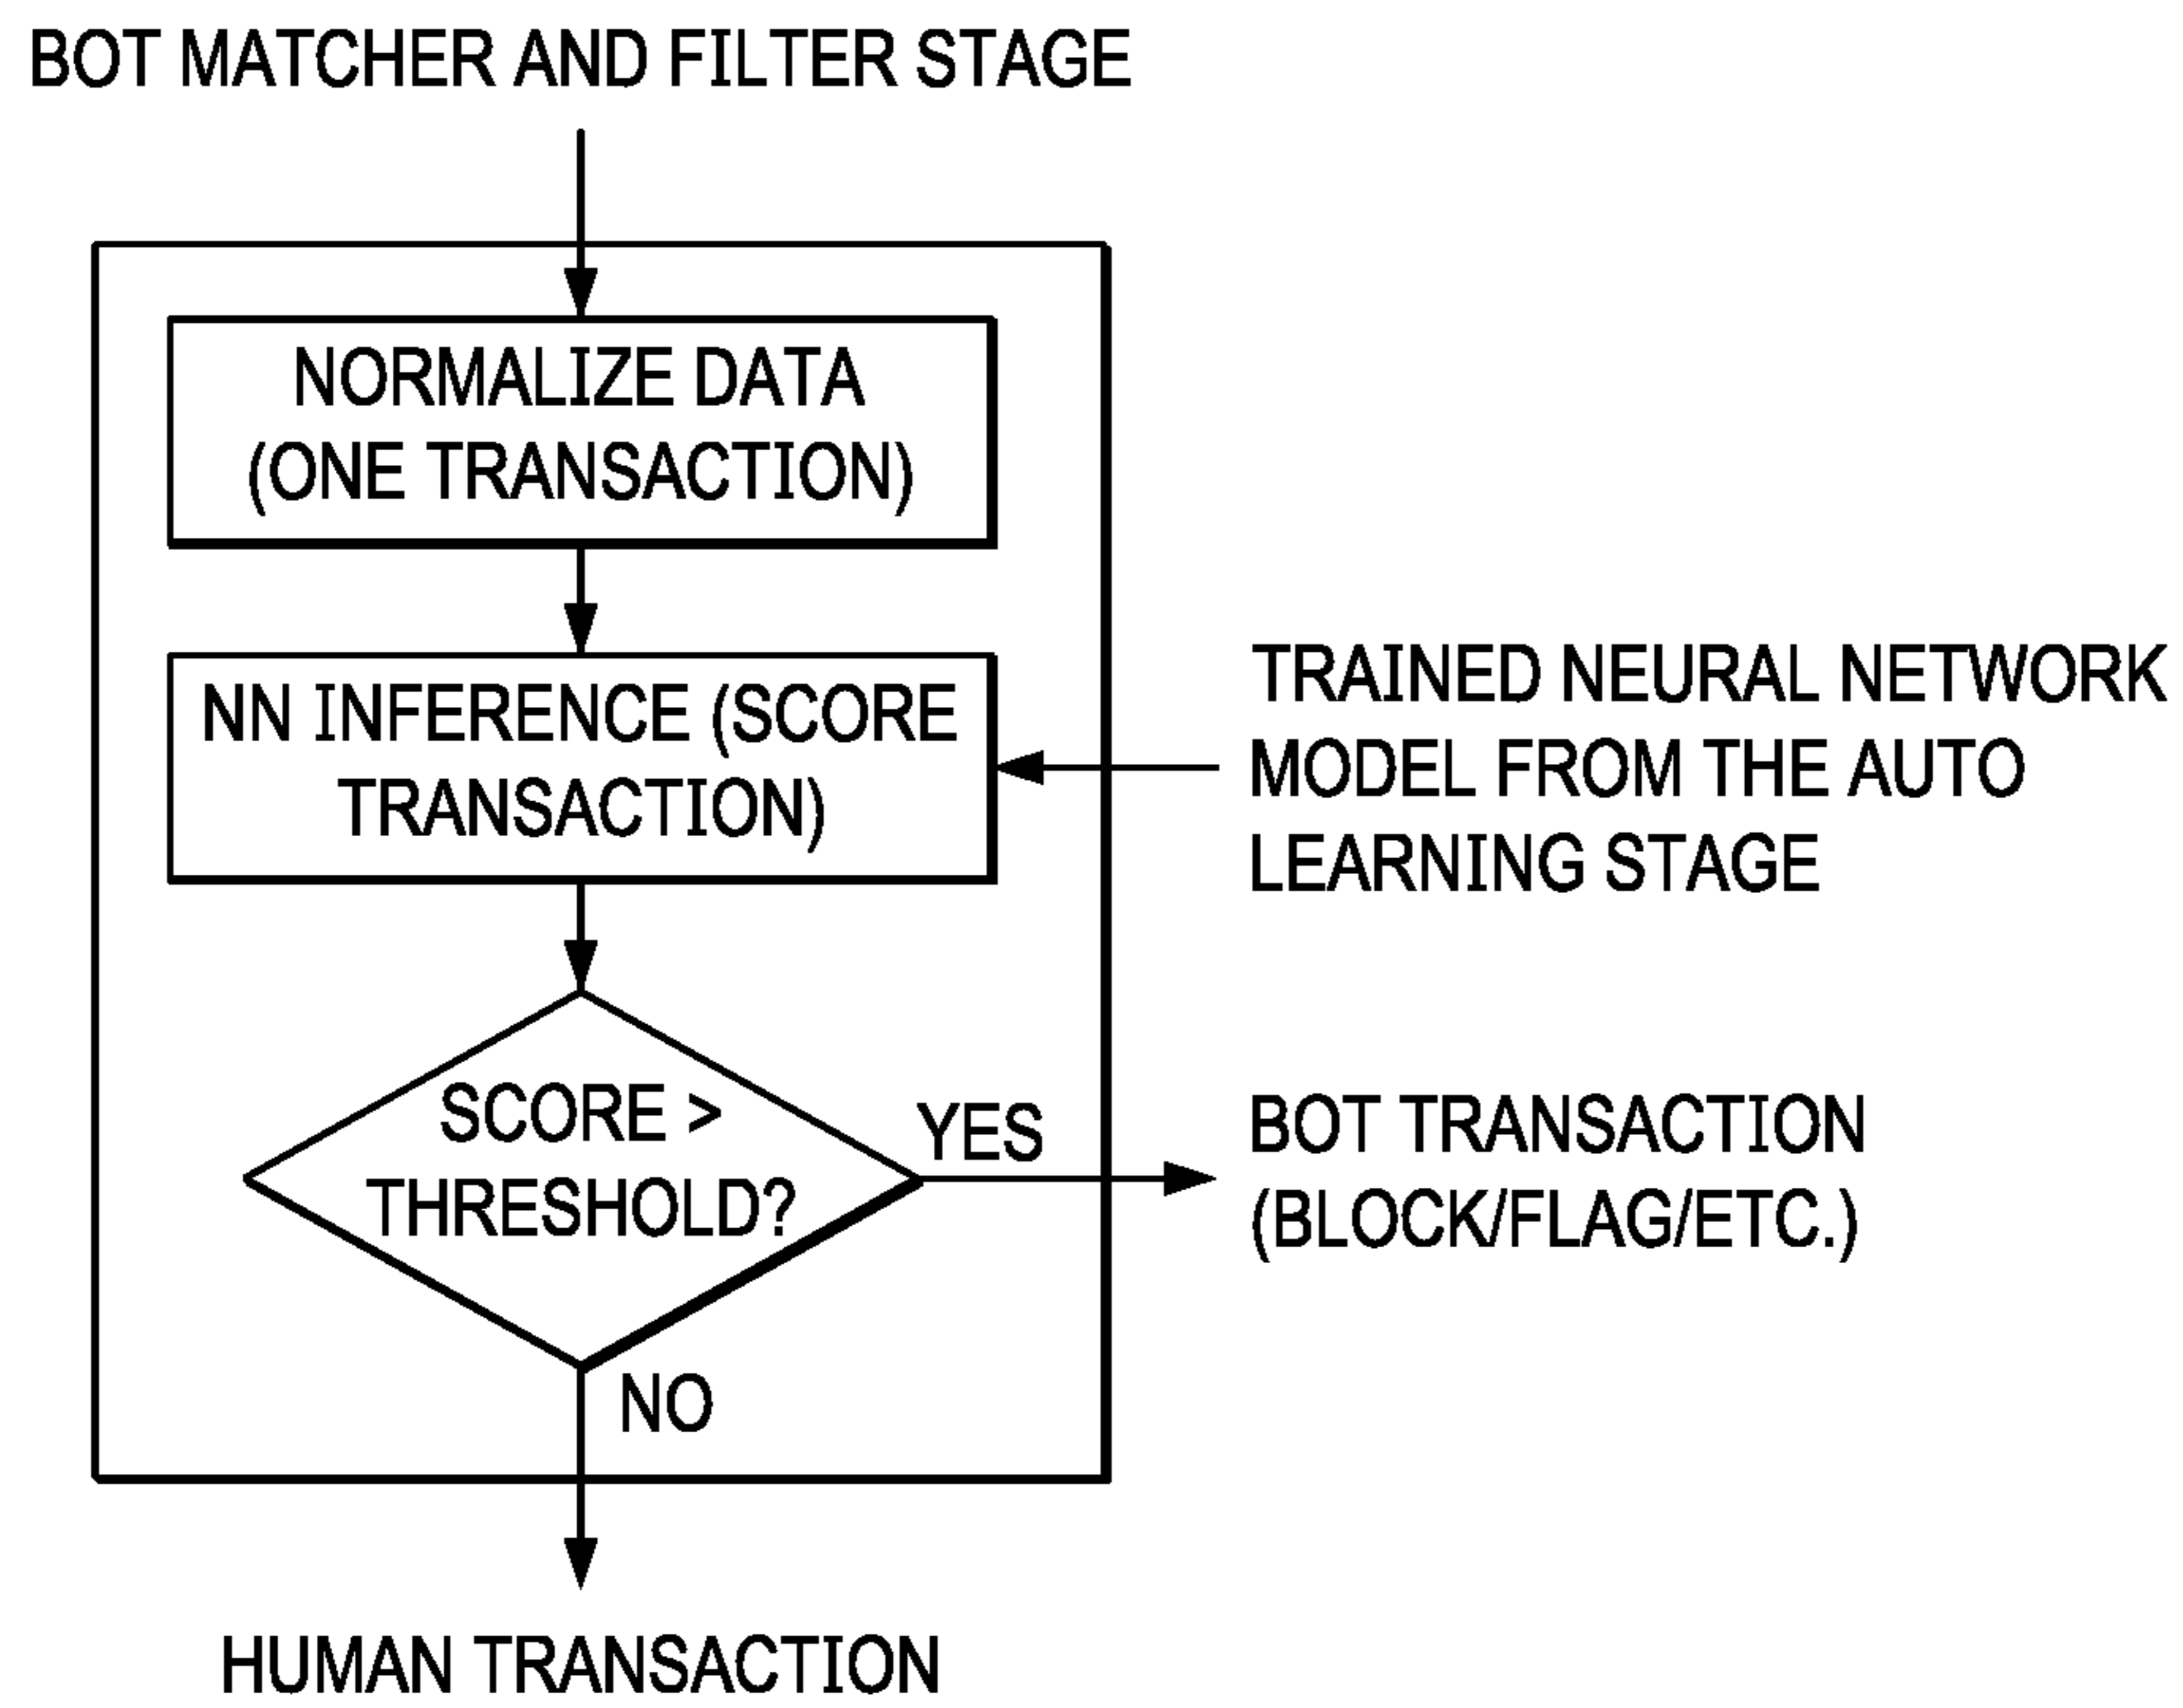 BOT MATCHER AND FILTER STAGE
NORMALIZE DATA
(ONE TRANSACTION)
NN INFERENCE (SCORE
TRANSACTION)
TRAINED NEURAL NETWORK
MODEL FROM THE AUTO
LEARNING STAGE
SCORE >
THRESHOLD?
YES
BOT TRANSACTION
(BLOCK/FLAG/ETC.)
NO
HUMAN TRANSACTION